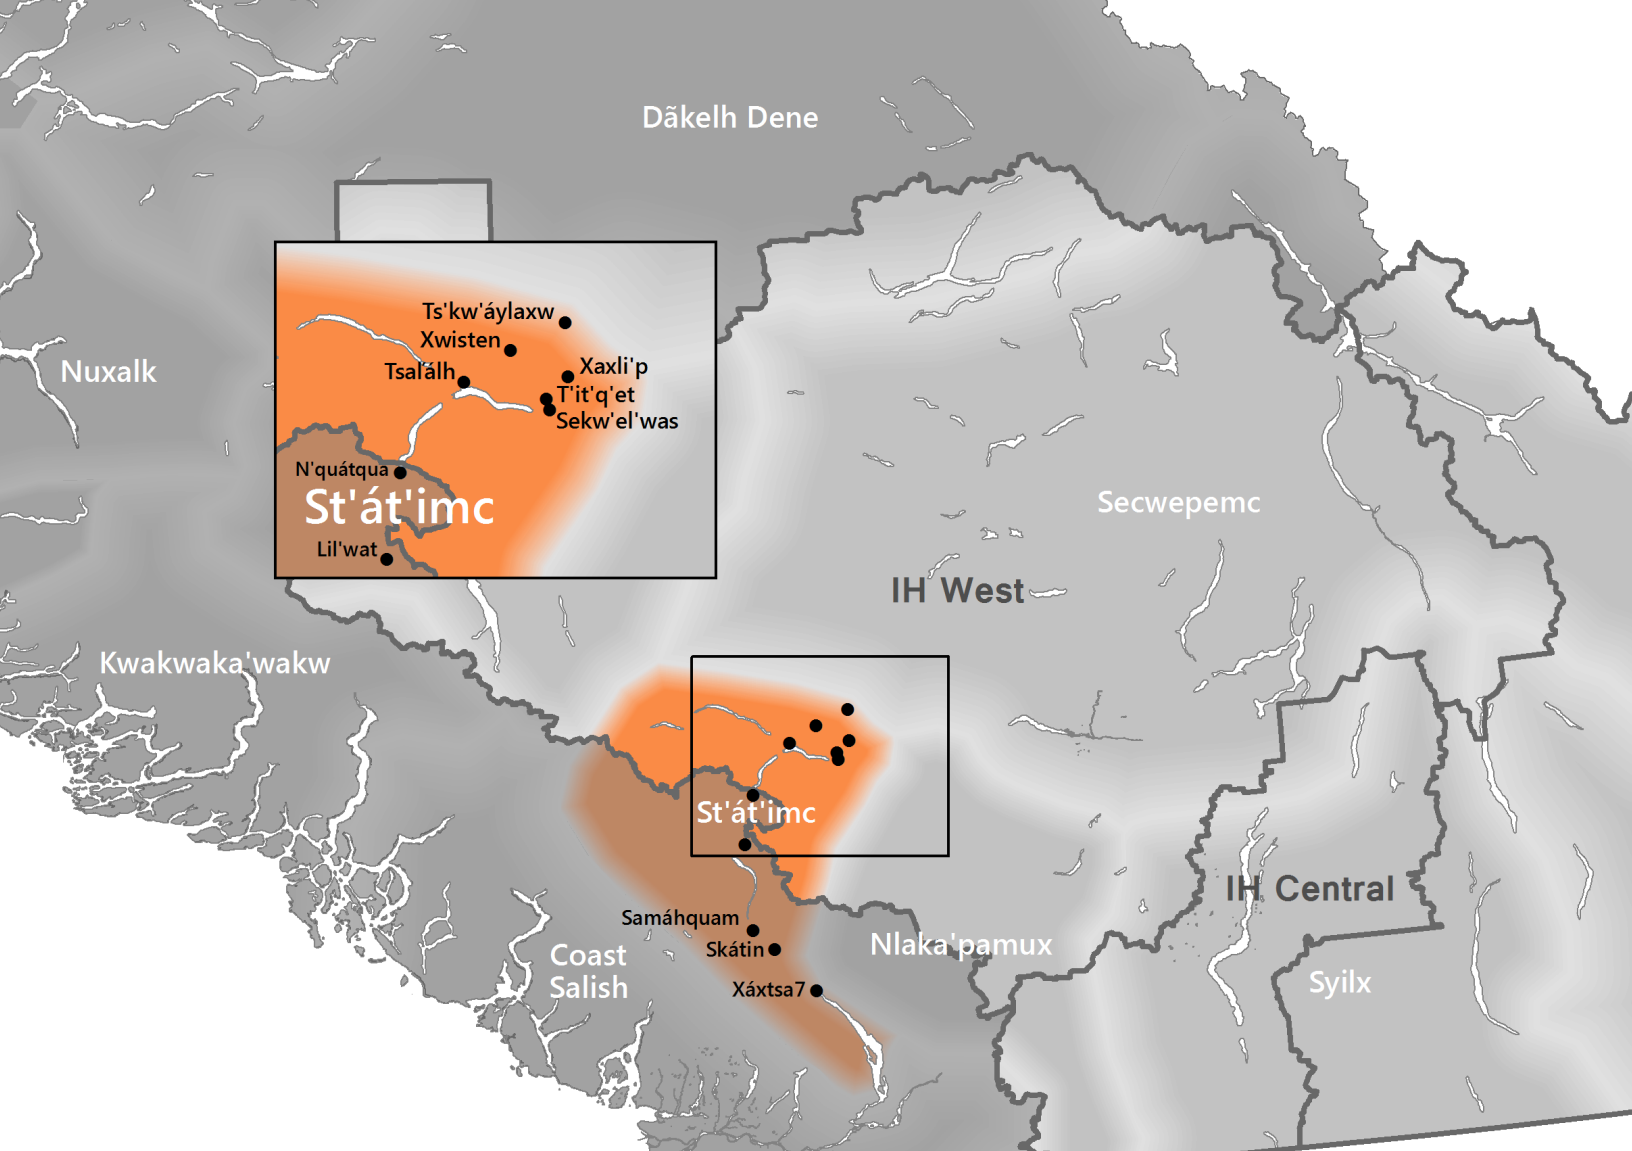 Dãkelh Dene
Ts'kw'áylaxw
Xwisten
Xaxli'p
Tsal'álh
T'it'q'et
Sekw'el'was
Nuxalk
N'quátqua
St'át'imc
Lil'wat
Secwepemc
IH West
Kwakwaka'wakw
St'át'imc
IH Central
Samáhquam
Skátin
Nlaka'pamux
Coast
Salish
Xáxtsa7
Syilx